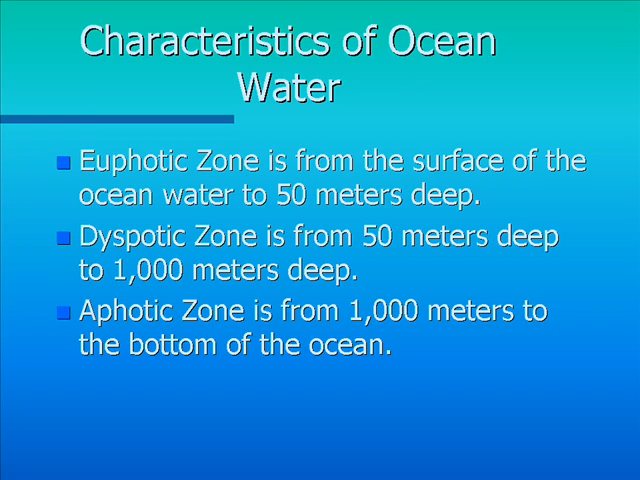 Characteristics of Ocean
Water
Euphotic Zone is from the surface of the
ocean water to 50 meters deep.
Dyspotic Zone is from 50 meters deep
to 1,000 meters deep.
Aphotic Zone is from 1,000 meters to
the bottom of the ocean.